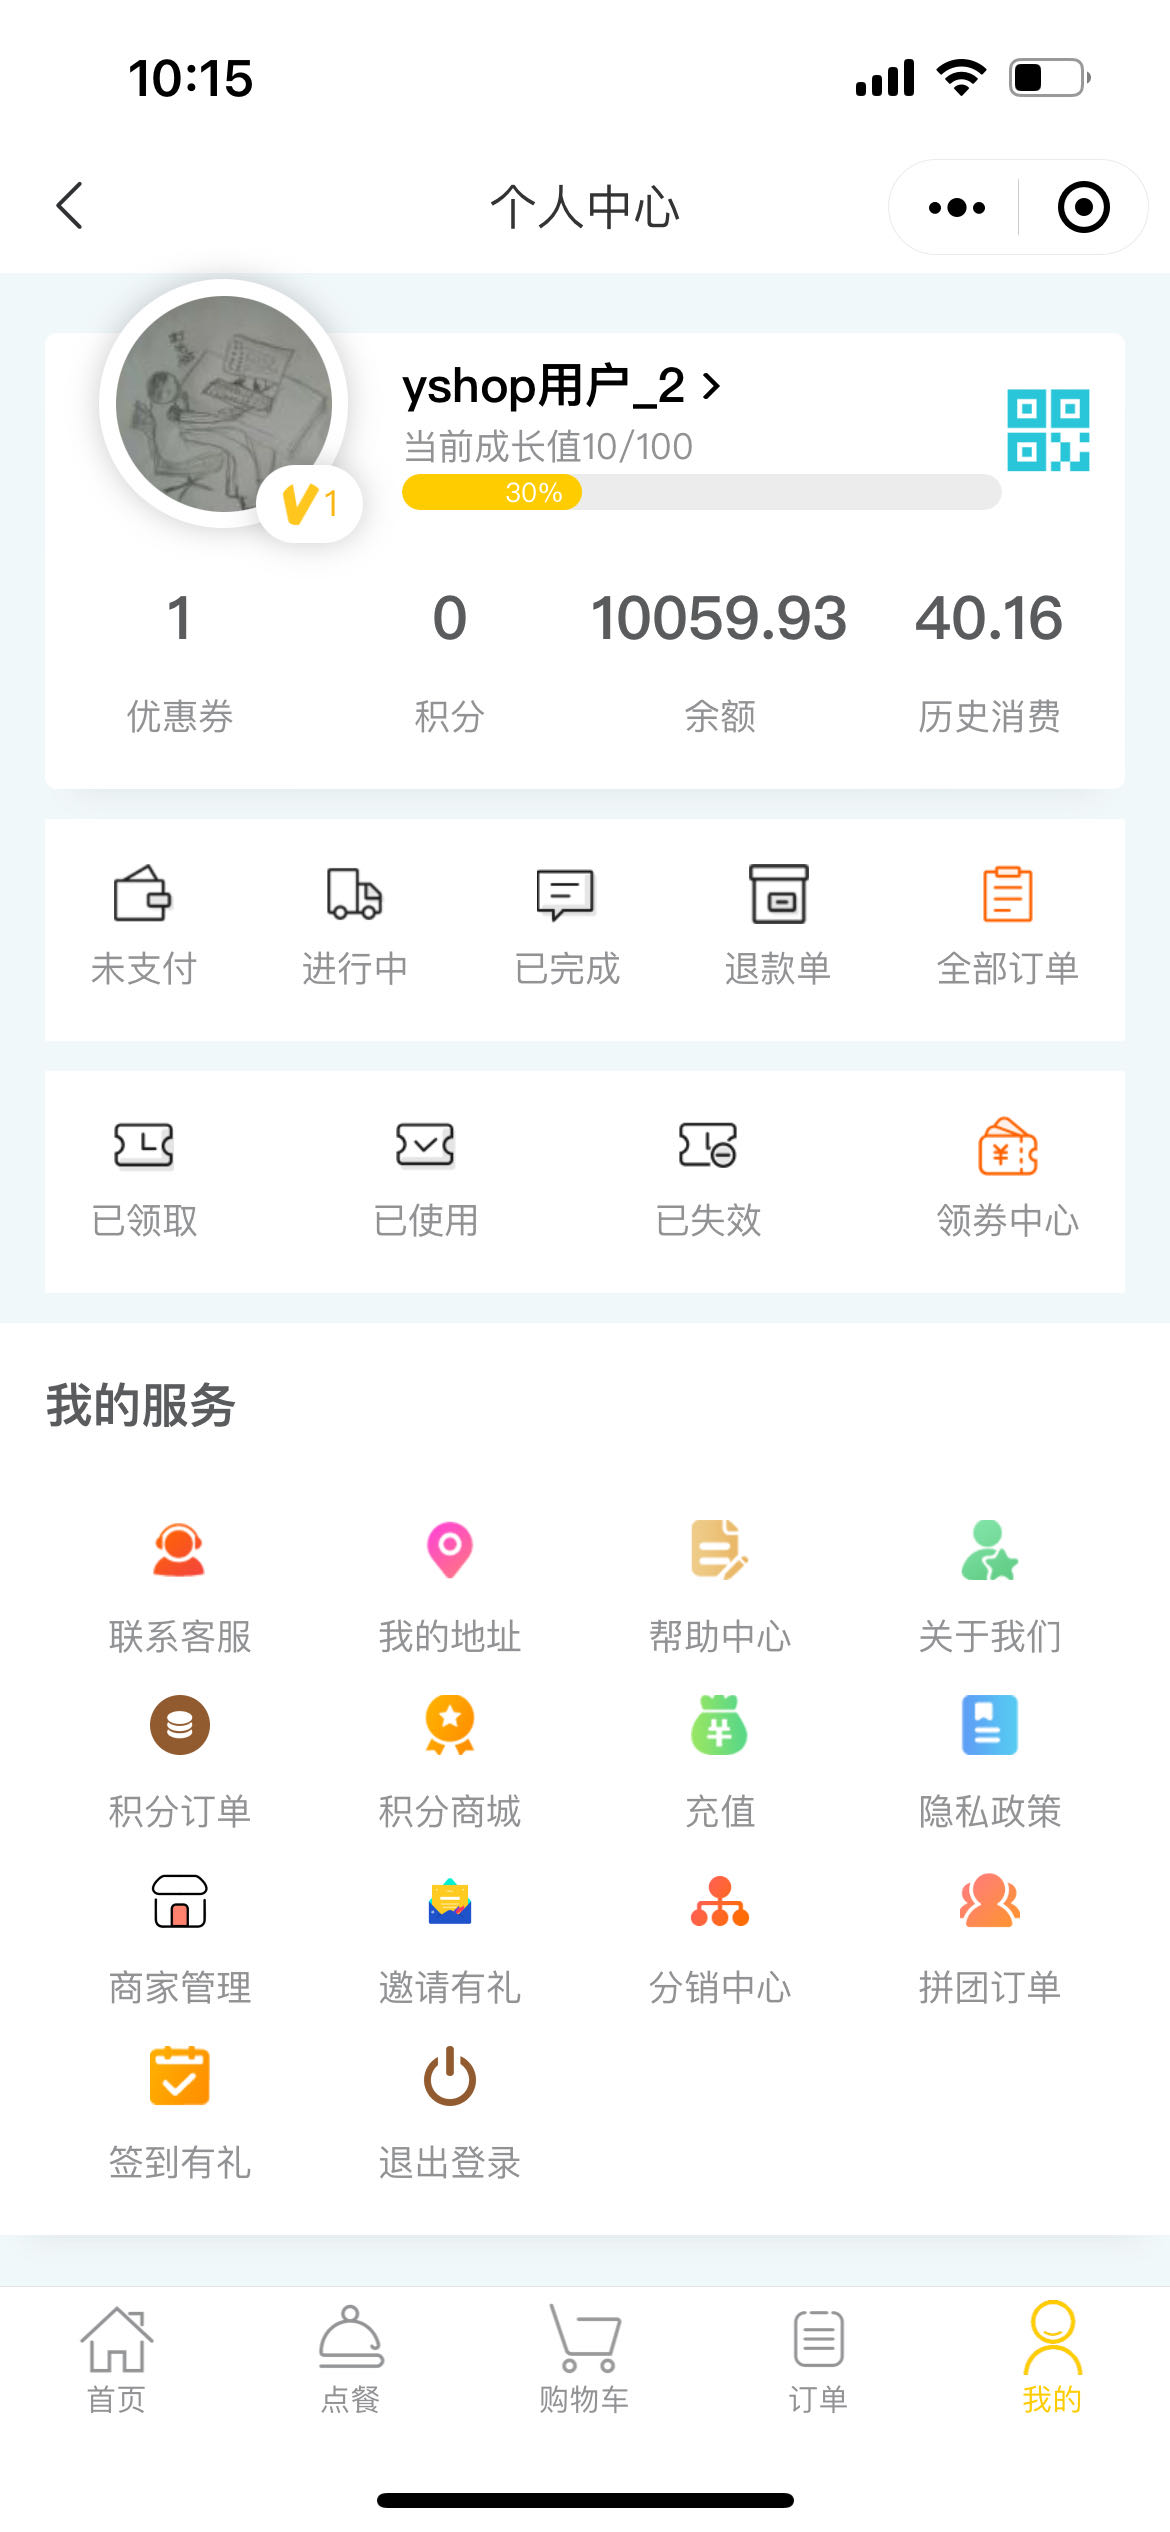 10:15
个人中心
yshop用户_2
当前成长值10/100
30%
V1
1 0 10059.93 40.16
优惠券 积分 余额 历史消费
未支付 进行中 已完成 退款单 全部订单
已领取 已使用 已失效 领劵中心
我的服务
联系客服 我的地址 帮助中心 关于我们
积分订单 积分商城 充值 隐私政策
商家管理 邀请有礼 分销中心 拼团订单
签到有礼 退出登录
首页 点餐 购物车 订单 我的